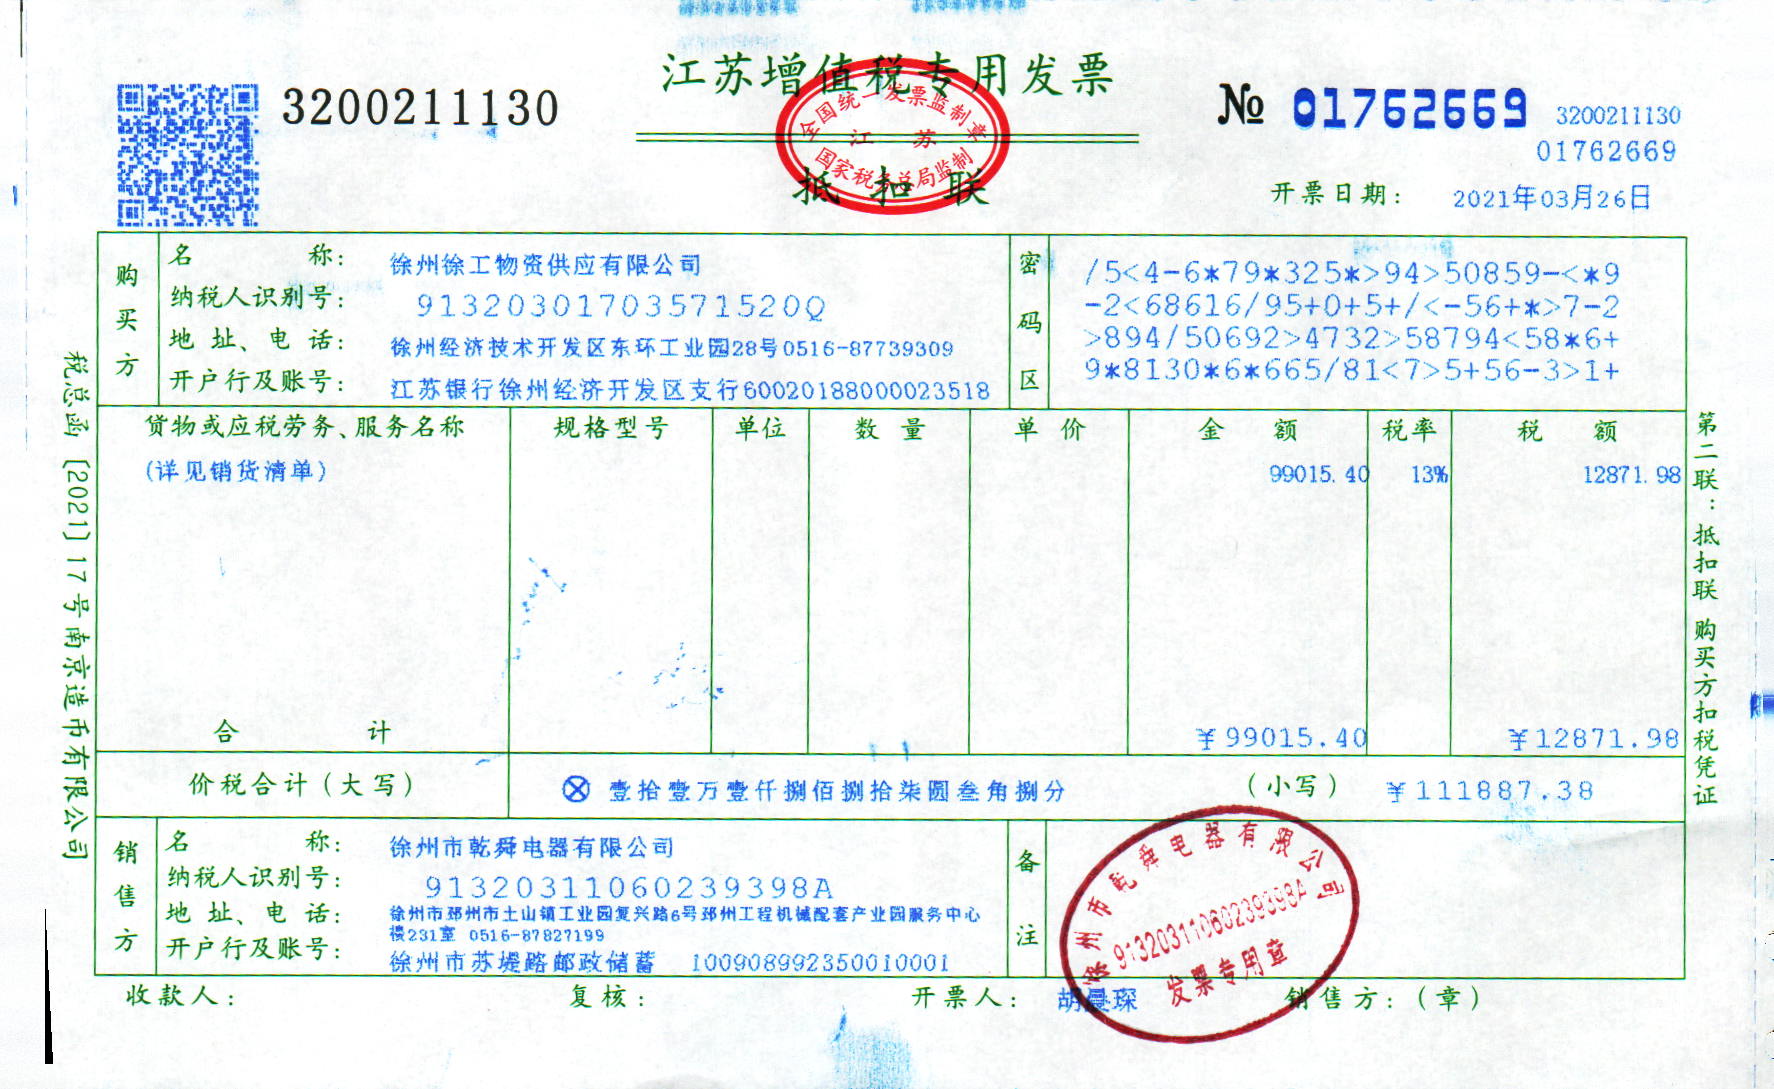 江苏增值税专用发票
3200211130
№ 01762669
3200211130
01762669
全国统一发票监制章
江 苏
国家税务总局监制
抵 扣 联
开票日期: 2021年03月26日
购买方
名 称: 徐州徐工物资供应有限公司
纳税人识别号: 91320301703571520Q
地 址、电 话: 徐州经济技术开发区东环工业园28号0516-87739309
开户行及账号: 江苏银行徐州经济开发区支行60020188000023518
密码区
/5<4-6*79*325*>94>50859-<*9
-2<68616/95+0+5+/<-56+*>7-2
>894/50692>4732>58794<58*6+
9*8130*6*665/81<7>5+56-3>1+
货物或应税劳务、服务名称 规格型号 单位 数 量 单 价 金 额 税率 税 额
(详见销货清单) 99015.40 13% 12871.98
合 计 ￥99015.40 ￥12871.98
价税合计(大写) ⊗ 壹拾壹万壹仟捌佰捌拾柒圆叁角捌分 (小写) ￥111887.38
销售方
名 称: 徐州市乾舜电器有限公司
纳税人识别号: 91320311060239398A
地 址、电 话: 徐州市邳州市土山镇工业园复兴路6号邳州工程机械配套产业园服务中心
楼231室 0516-87827199
开户行及账号: 徐州市苏堤路邮政储蓄 100908992350010001
备注
徐州市乾舜电器有限公司
91320311060239398A
发票专用章
收款人: 复核: 开票人: 胡晨琛 销售方:(章)
税总函〔2021〕17号南京造币有限公司
第二联:抵扣联 购买方扣税凭证